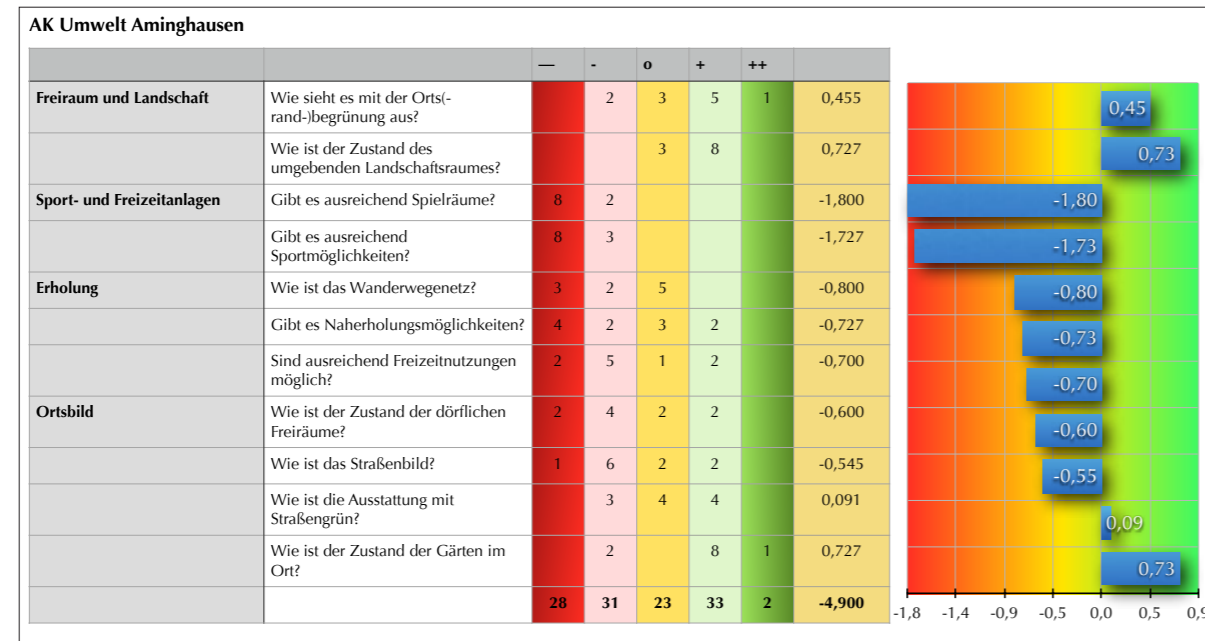 AK Umwelt Aminghausen
— - o + ++
Freiraum und Landschaft Wie sieht es mit der Orts(-
rand-)begrünung aus? 2 3 5 1 0,455
Wie ist der Zustand des
umgebenden Landschaftsraumes? 3 8 0,727
Sport- und Freizeitanlagen Gibt es ausreichend Spielräume? 8 2 -1,800
Gibt es ausreichend
Sportmöglichkeiten? 8 3 -1,727
Erholung Wie ist das Wanderwegenetz? 3 2 5 -0,800
Gibt es Naherholungsmöglichkeiten? 4 2 3 2 -0,727
Sind ausreichend Freizeitnutzungen
möglich? 2 5 1 2 -0,700
Ortsbild Wie ist der Zustand der dörflichen
Freiräume? 2 4 2 2 -0,600
Wie ist das Straßenbild? 1 6 2 2 -0,545
Wie ist die Ausstattung mit
Straßengrün? 3 4 4 0,091
Wie ist der Zustand der Gärten im
Ort? 2 8 1 0,727
28 31 23 33 2 -4,900
0,45
0,73
-1,80
-1,73
-0,80
-0,73
-0,70
-0,60
-0,55
0,09
0,73
-1,8 -1,4 -0,9 -0,5 0,0 0,5 0,9